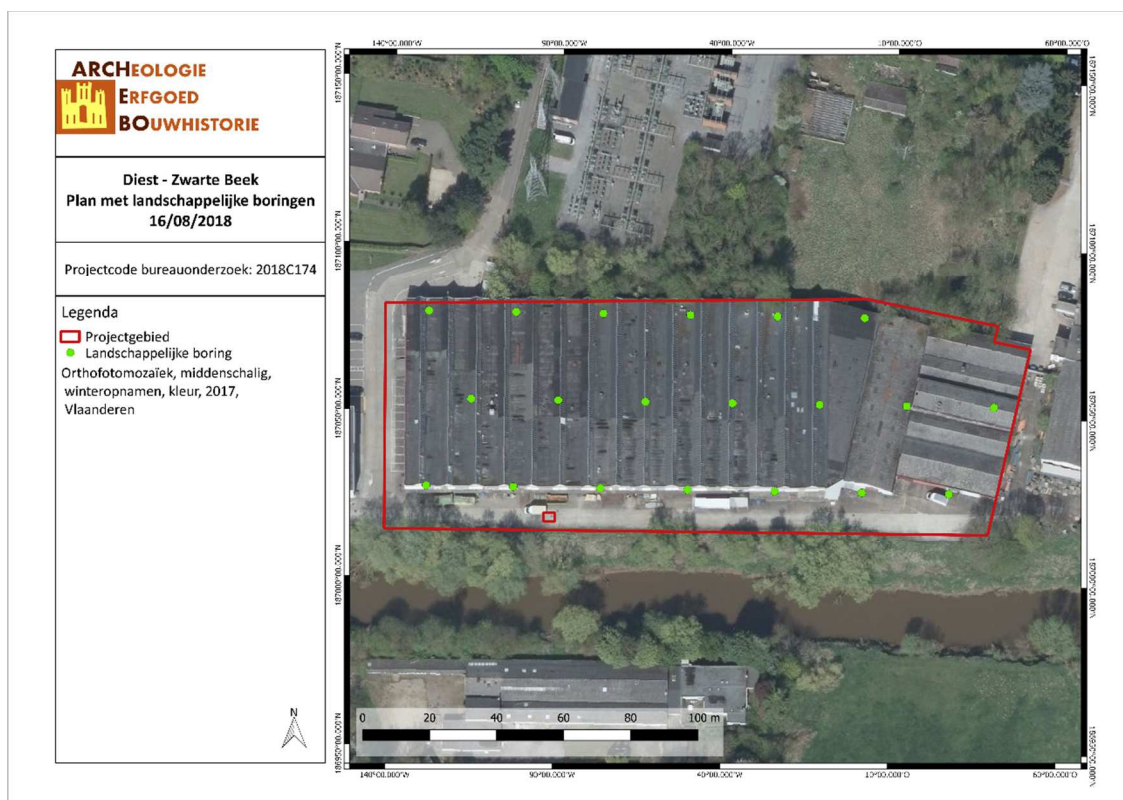 ARCHEOLOGIE
ERFGOED
BOUWHISTORIE
Diest - Zwarte Beek
Plan met landschappelijke boringen
16/08/2018
Projectcode bureauonderzoek: 2018C174
Legenda
Projectgebied
Landschappelijke boring
Orthofotomozaïek, middenschalig,
winteropnamen, kleur, 2017,
Vlaanderen
N
0 20 40 60 80 100 m